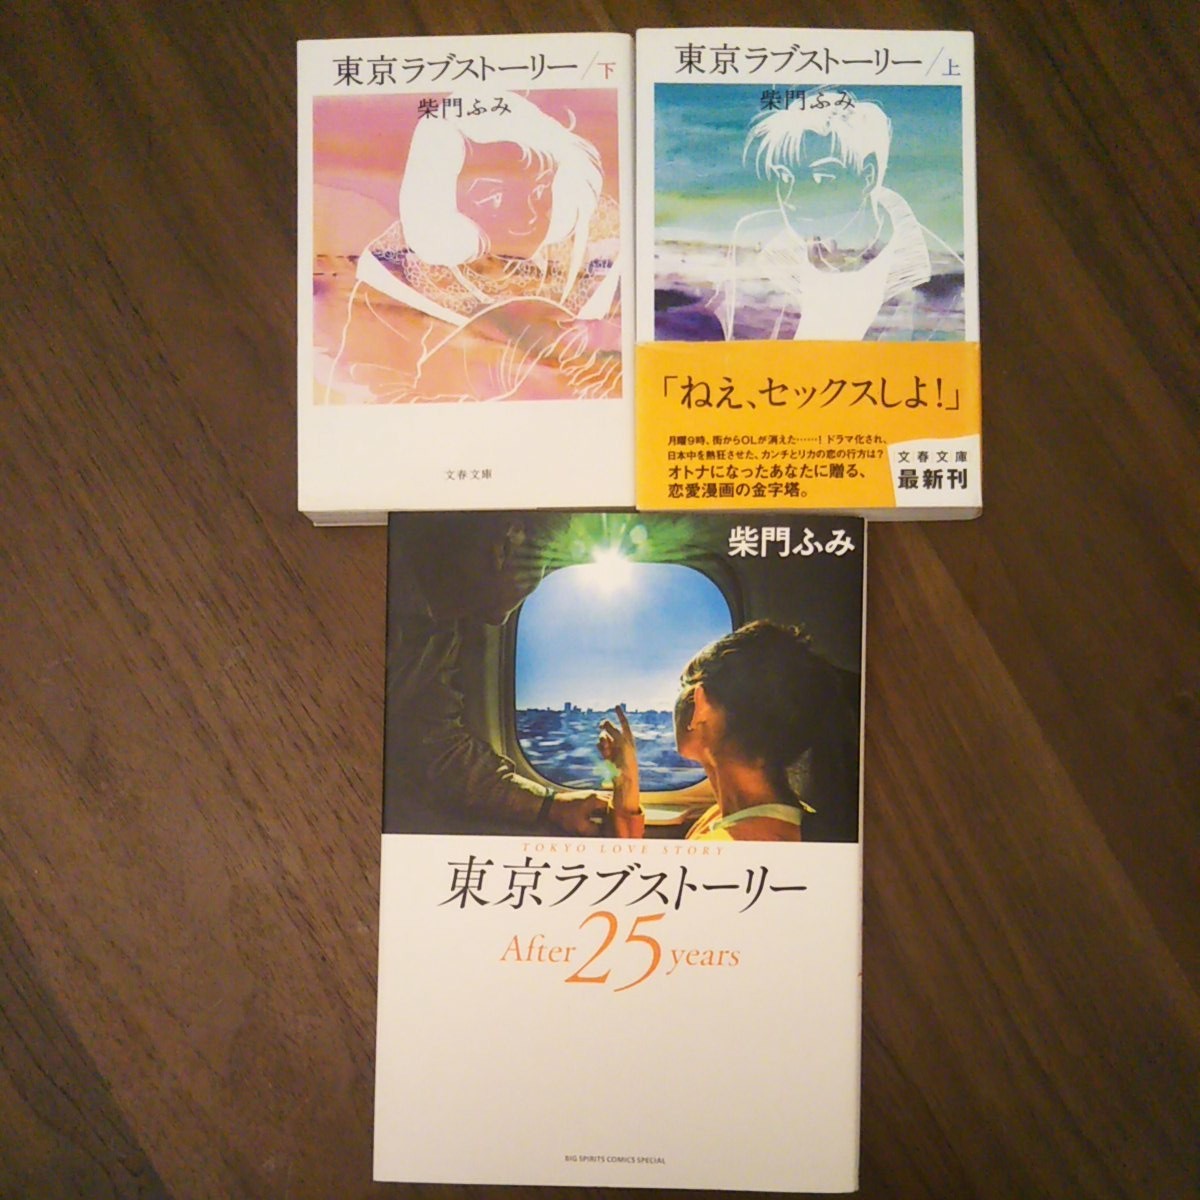 東京ラブストーリー/下
柴門ふみ
文春文庫
東京ラブストーリー/上
柴門ふみ
「ねえ、セックスしよ!」
月曜9時、街からOLが消えた……! ドラマ化され、
日本中を熱狂させた、カンチとリカの恋の行方は?
オトナになったあなたに贈る、
恋愛漫画の金字塔。
文春文庫
最新刊
柴門ふみ
TOKYO LOVE STORY
東京ラブストーリー
After 25 years
BIG SPIRITS COMICS SPECIAL